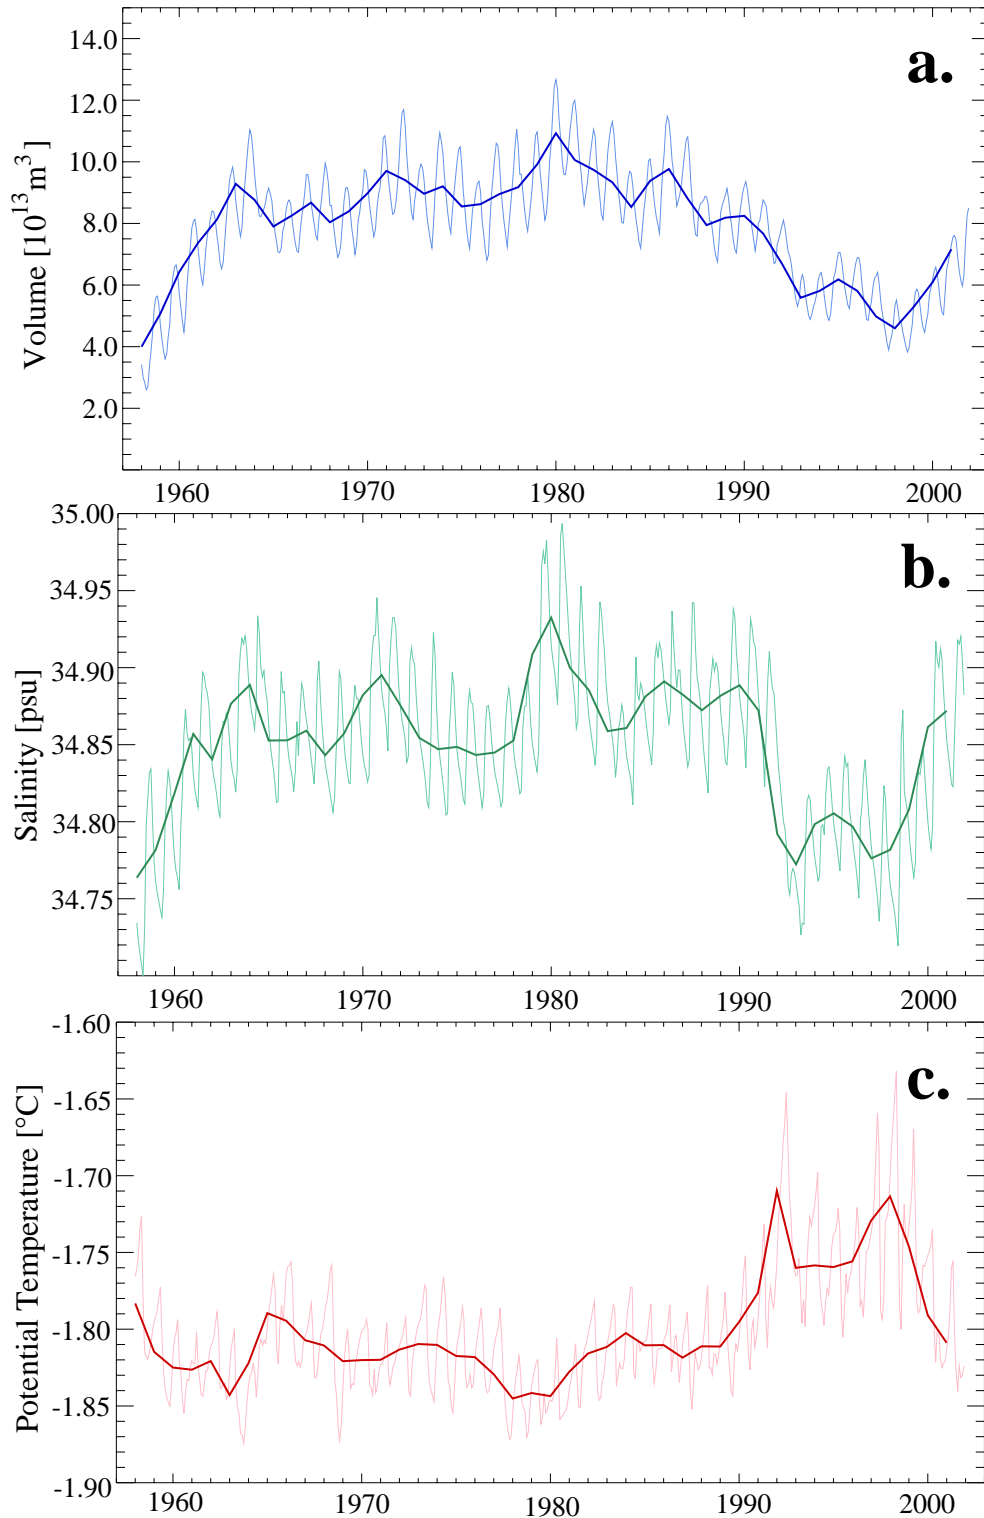 a.
14.0
12.0
10.0
8.0
6.0
4.0
2.0
Volume [10^13 m^3]
1960 1970 1980 1990 2000
b.
35.00
34.95
34.90
34.85
34.80
34.75
Salinity [psu]
1960 1970 1980 1990 2000
c.
-1.60
-1.65
-1.70
-1.75
-1.80
-1.85
-1.90
Potential Temperature [°C]
1960 1970 1980 1990 2000